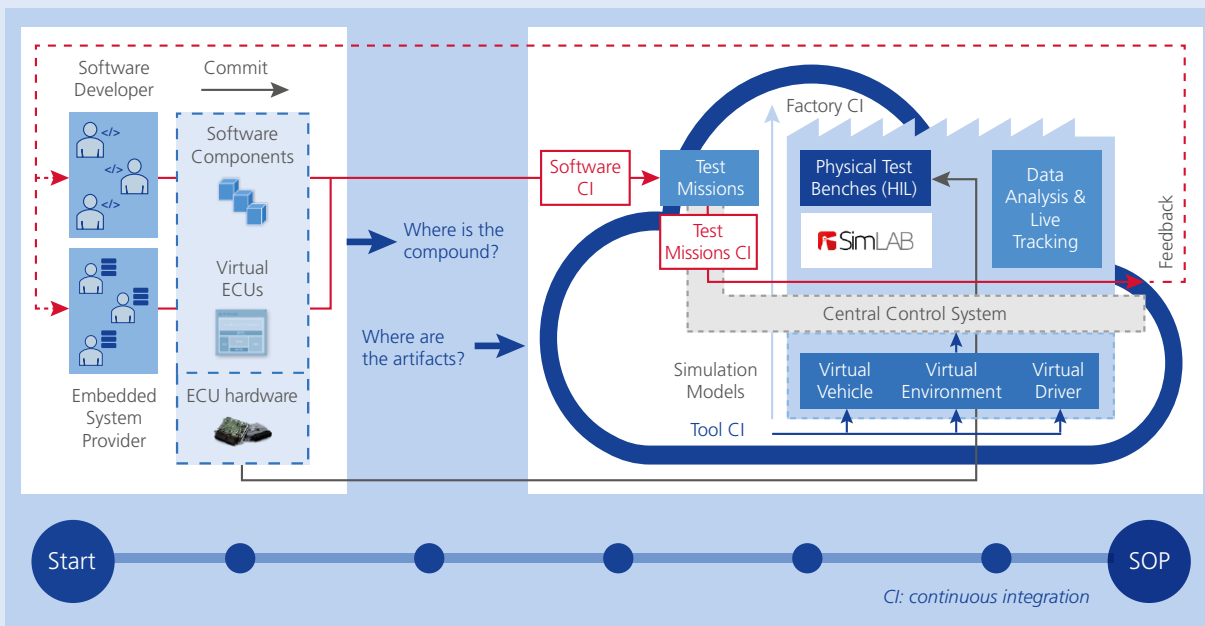 Software
Developer
Commit
Software
Components
</>
</>
</>
Virtual
ECUs
ECU hardware
Embedded
System
Provider
Where is the
compound?
Where are
the artifacts?
Software
CI
Test
Missions
Test
Missions CI
Factory CI
Physical Test
Benches (HIL)
SimLAB
Data
Analysis &
Live
Tracking
Feedback
Central Control System
Simulation
Models
Virtual
Vehicle
Virtual
Environment
Virtual
Driver
Tool CI
Start
SOP
CI: continuous integration